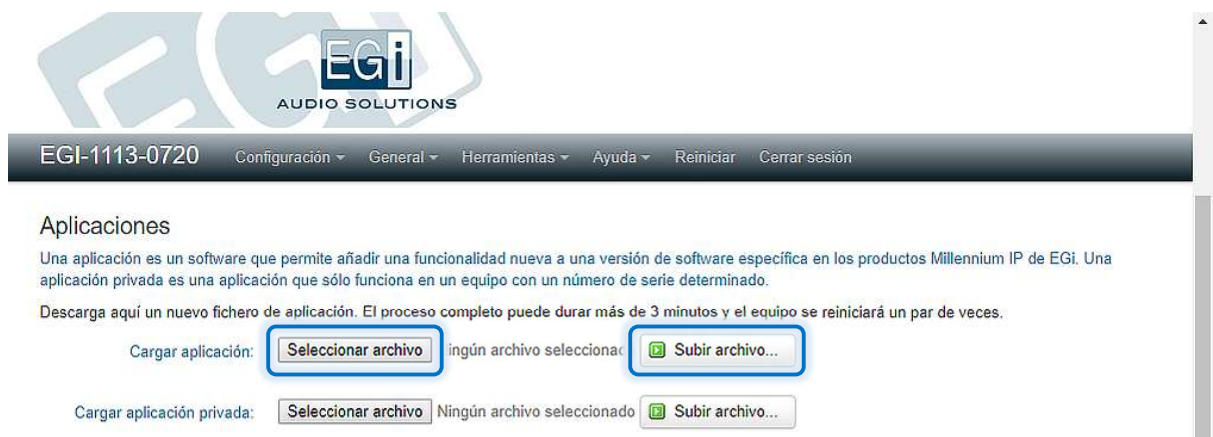 EGi
AUDIO SOLUTIONS
EGI-1113-0720 Configuración General Herramientas Ayuda Reiniciar Cerrar sesión
Aplicaciones
Una aplicación es un software que permite añadir una funcionalidad nueva a una versión de software específica en los productos Millennium IP de EGi. Una
aplicación privada es una aplicación que sólo funciona en un equipo con un número de serie determinado.
Descarga aquí un nuevo fichero de aplicación. El proceso completo puede durar más de 3 minutos y el equipo se reiniciará un par de veces.
Cargar aplicación: Seleccionar archivo ingún archivo seleccionac Subir archivo...
Cargar aplicación privada: Seleccionar archivo Ningún archivo seleccionado Subir archivo...